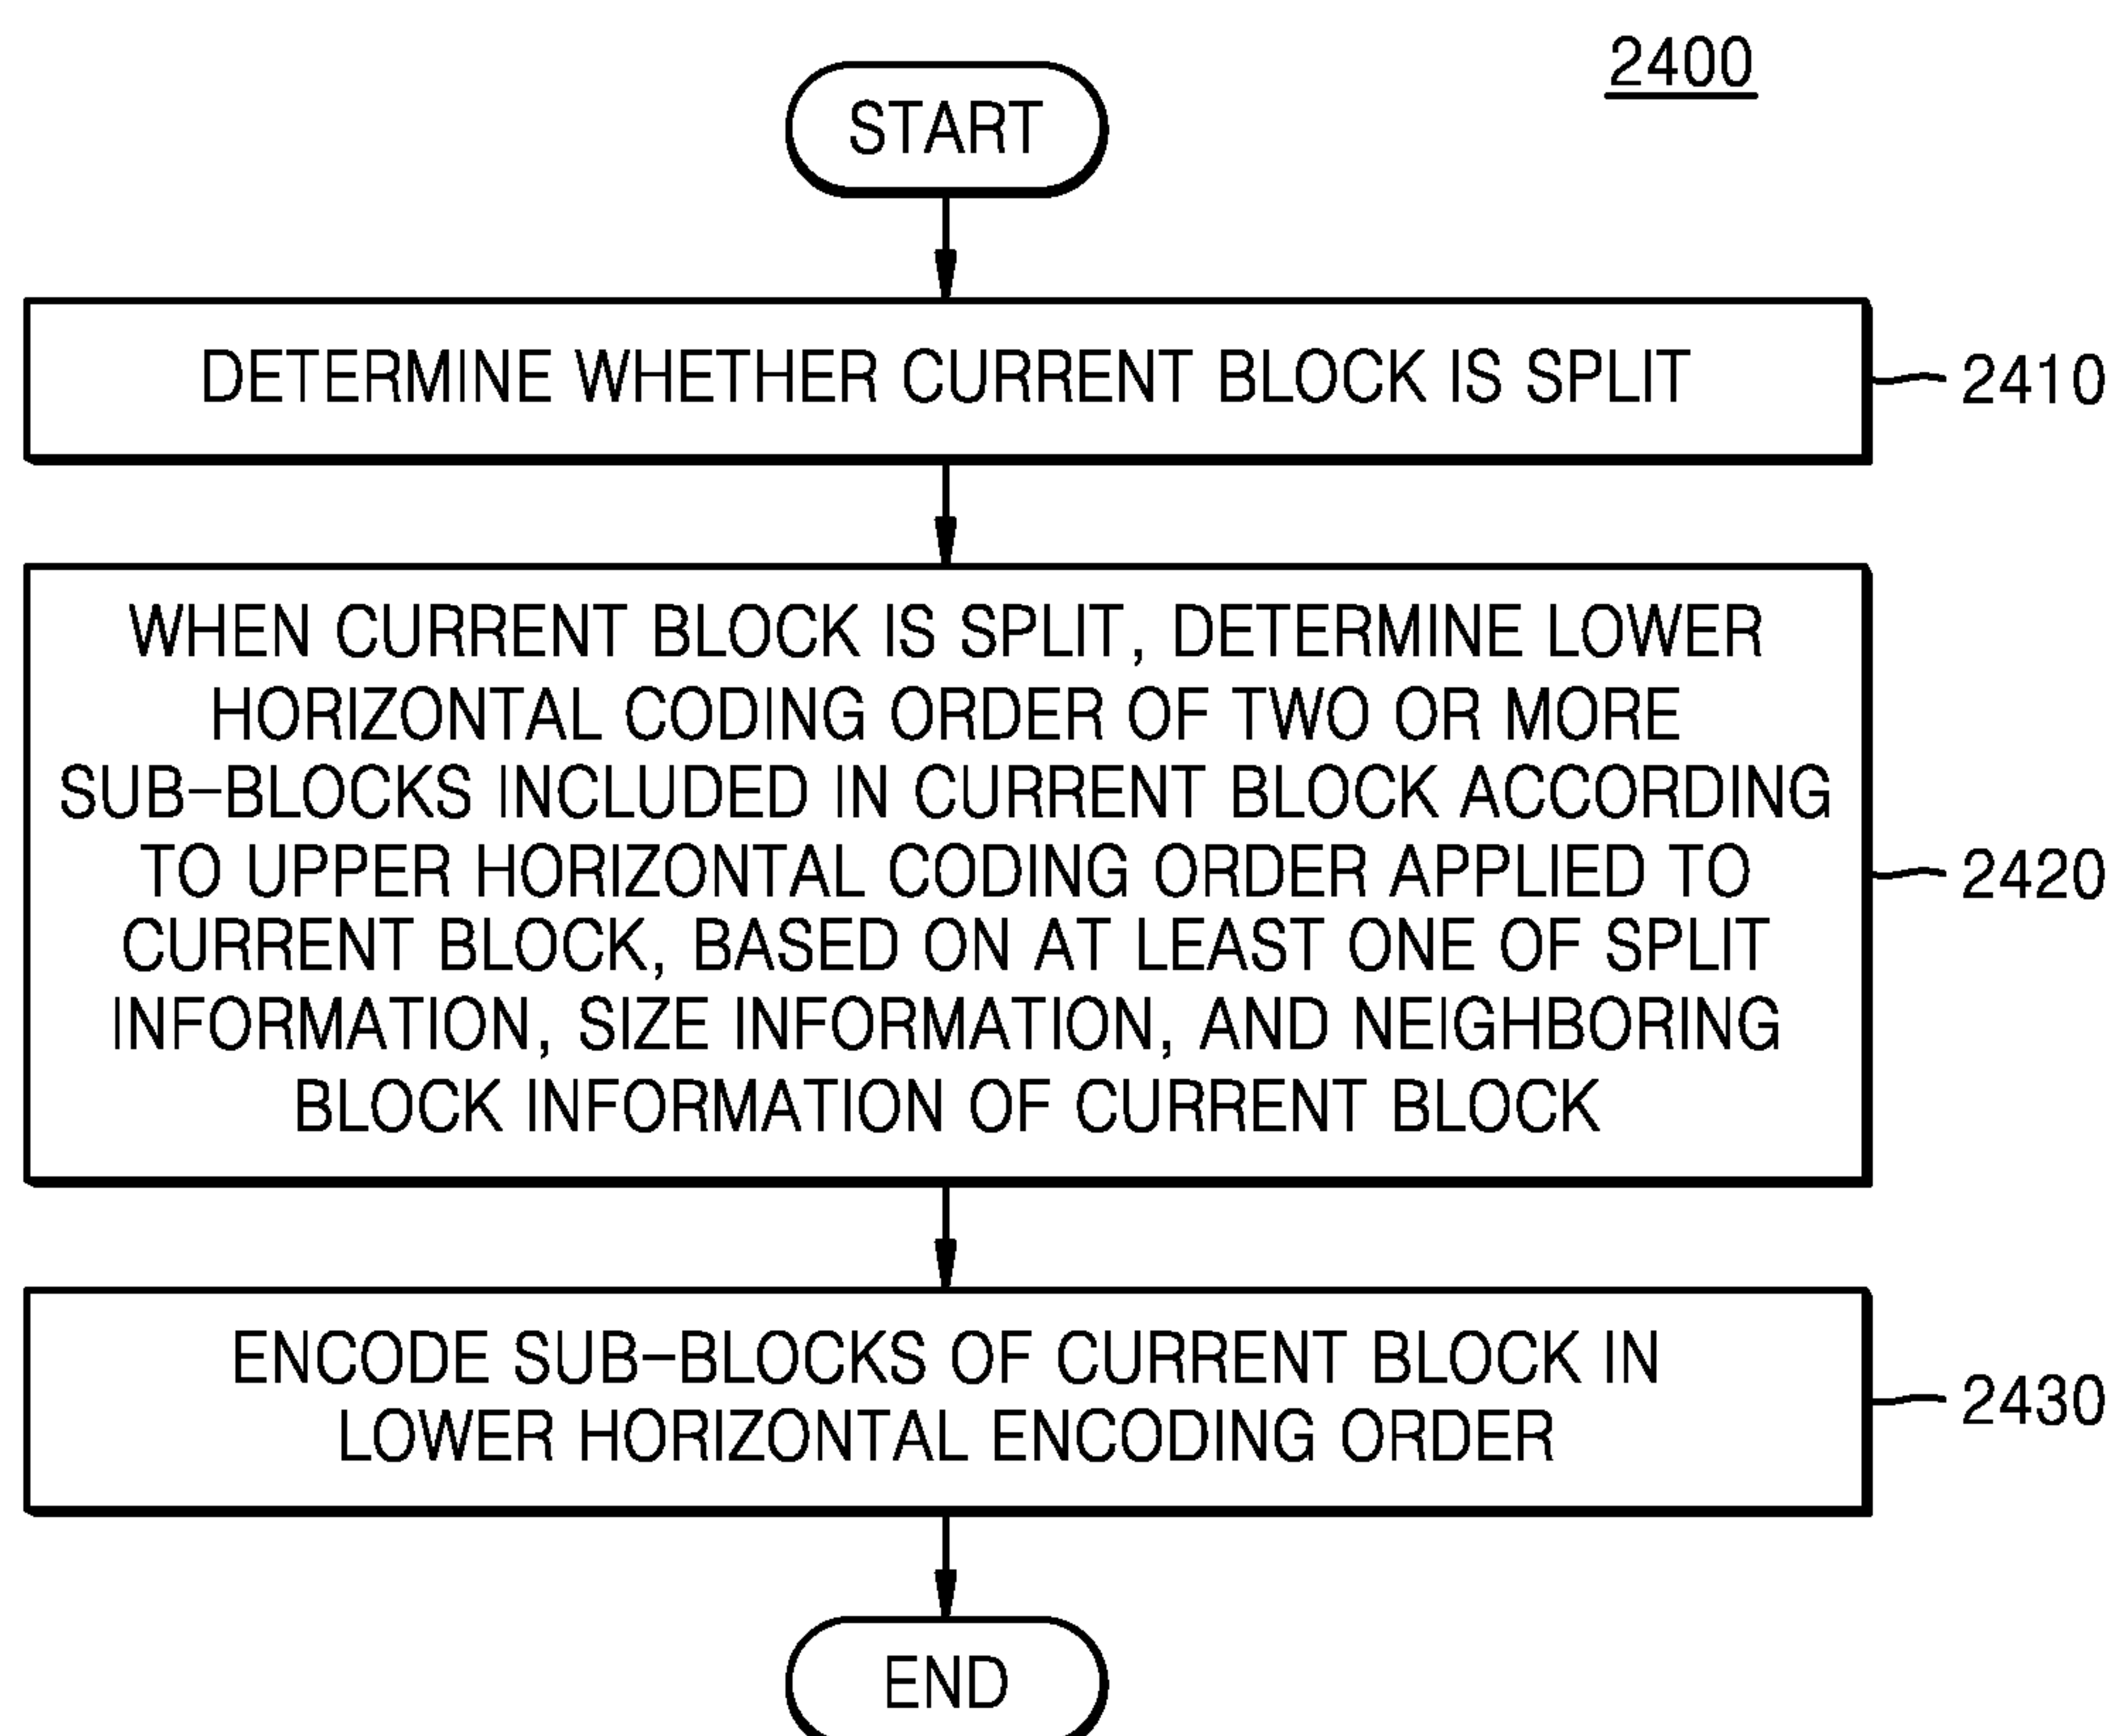 2400
START
DETERMINE WHETHER CURRENT BLOCK IS SPLIT
2410
WHEN CURRENT BLOCK IS SPLIT, DETERMINE LOWER
HORIZONTAL CODING ORDER OF TWO OR MORE
SUB-BLOCKS INCLUDED IN CURRENT BLOCK ACCORDING
TO UPPER HORIZONTAL CODING ORDER APPLIED TO
CURRENT BLOCK, BASED ON AT LEAST ONE OF SPLIT
INFORMATION, SIZE INFORMATION, AND NEIGHBORING
BLOCK INFORMATION OF CURRENT BLOCK
2420
ENCODE SUB-BLOCKS OF CURRENT BLOCK IN
LOWER HORIZONTAL ENCODING ORDER
2430
END